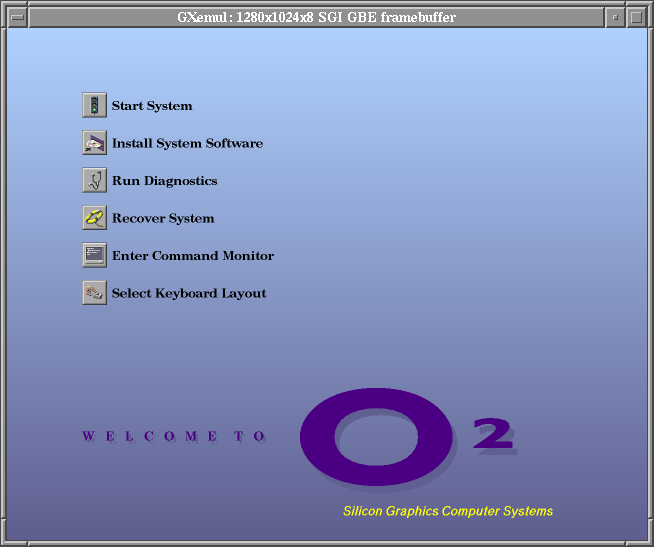 GXemul: 1280x1024x8 SGI GBE framebuffer
Start System
Install System Software
Run Diagnostics
Recover System
Enter Command Monitor
Select Keyboard Layout
WELCOME TO O2
Silicon Graphics Computer Systems